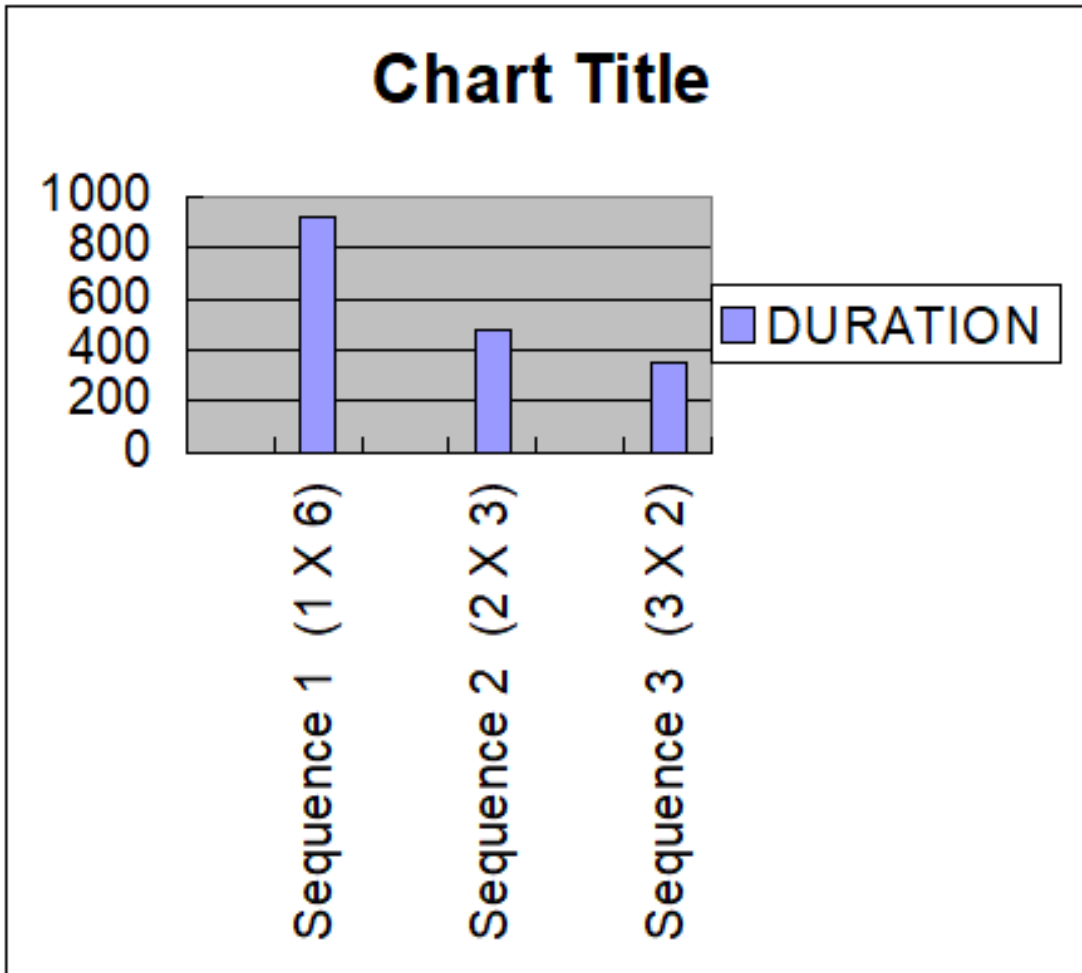 Chart Title
1000
800
600
400
200
0
DURATION
Sequence 1  (1 X 6)
Sequence 2  (2 X 3)
Sequence 3  (3 X 2)